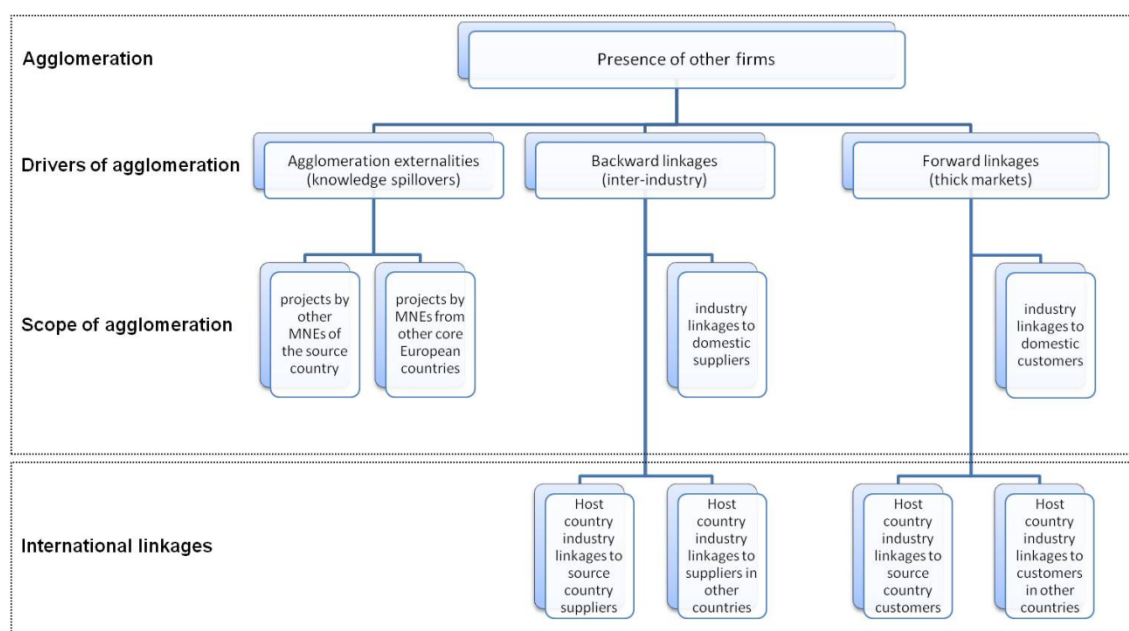 Agglomeration
Presence of other firms
Drivers of agglomeration
Agglomeration externalities
(knowledge spillovers)
Backward linkages
(inter-industry)
Forward linkages
(thick markets)
Scope of agglomeration
projects by
other
MNEs of
the source
country
projects by
MNEs from
other core
European
countries
industry
linkages to
domestic
suppliers
industry
linkages to
domestic
customers
International linkages
Host
country
industry
linkages to
source
country
suppliers
Host
country
industry
linkages to
suppliers in
other
countries
Host
country
industry
linkages to
source
country
customers
Host
country
industry
linkages to
customers
in other
countries